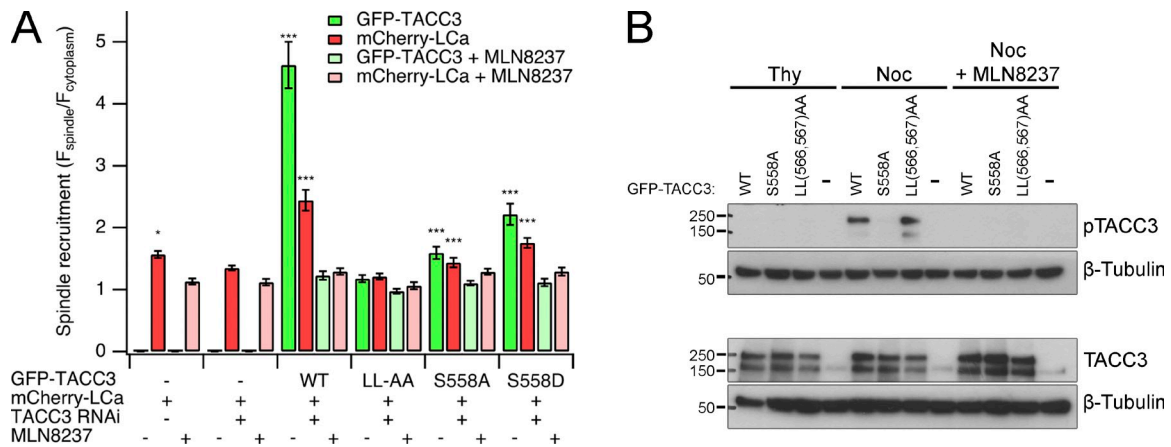 A
GFP-TACC3
mCherry-LCa
GFP-TACC3 + MLN8237
mCherry-LCa + MLN8237
Spindle recruitment (Fspindle/Fcytoplasm)
5
4
3
2
1
0
*
***
***
***
***
***
***
GFP-TACC3 - - WT LL-AA S558A S558D
mCherry-LCa + + + + + +
TACC3 RNAi - + + + + +
MLN8237 - + - + - + - + - + - +
B
Thy Noc Noc + MLN8237
GFP-TACC3: WT S558A LL(566,567)AA - WT S558A LL(566,567)AA - WT S558A LL(566,567)AA -
250
150
pTACC3
50
β-Tubulin
250
150
TACC3
50
β-Tubulin